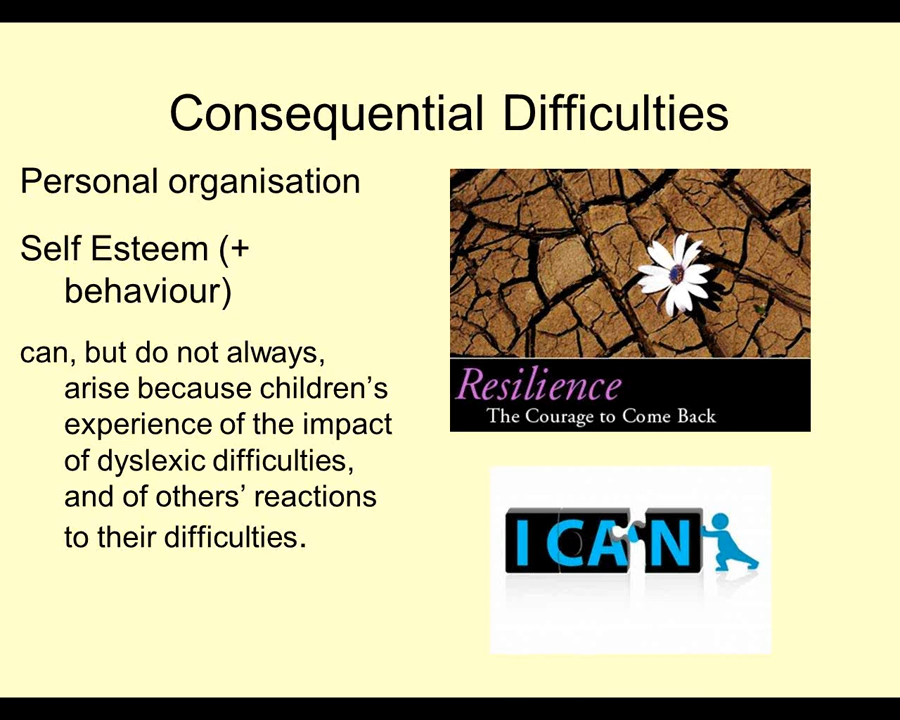 Consequential Difficulties
Personal organisation
Self Esteem (+
behaviour)
can, but do not always,
arise because children’s
experience of the impact
of dyslexic difficulties,
and of others’ reactions
to their difficulties.
Resilience
The Courage to Come Back
I CAN